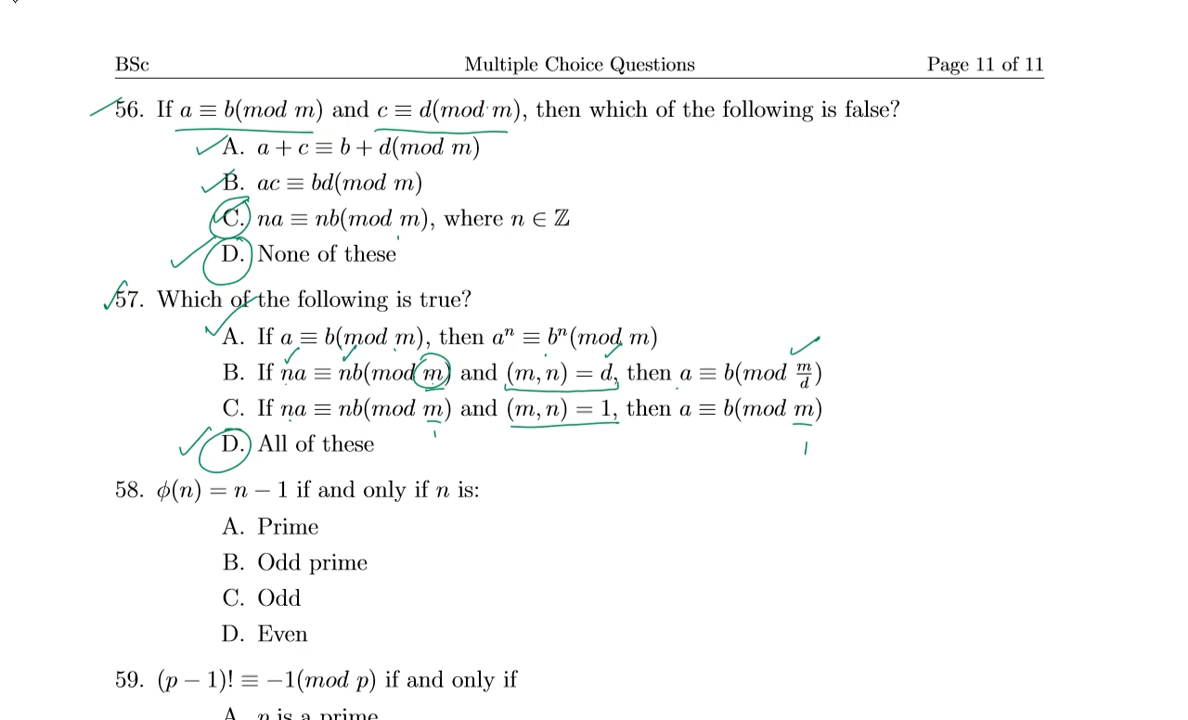 BSc Multiple Choice Questions Page 11 of 11
56. If a ≡ b(mod m) and c ≡ d(mod m), then which of the following is false?
A. a + c ≡ b + d(mod m)
B. ac ≡ bd(mod m)
C. na ≡ nb(mod m), where n ∈ ℤ
D. None of these
57. Which of the following is true?
A. If a ≡ b(mod m), then aⁿ ≡ bⁿ(mod m)
B. If na ≡ nb(mod m) and (m, n) = d, then a ≡ b(mod m/d)
C. If na ≡ nb(mod m) and (m, n) = 1, then a ≡ b(mod m)
D. All of these
58. ϕ(n) = n − 1 if and only if n is:
A. Prime
B. Odd prime
C. Odd
D. Even
59. (p − 1)! ≡ −1(mod p) if and only if
A. p is a prime